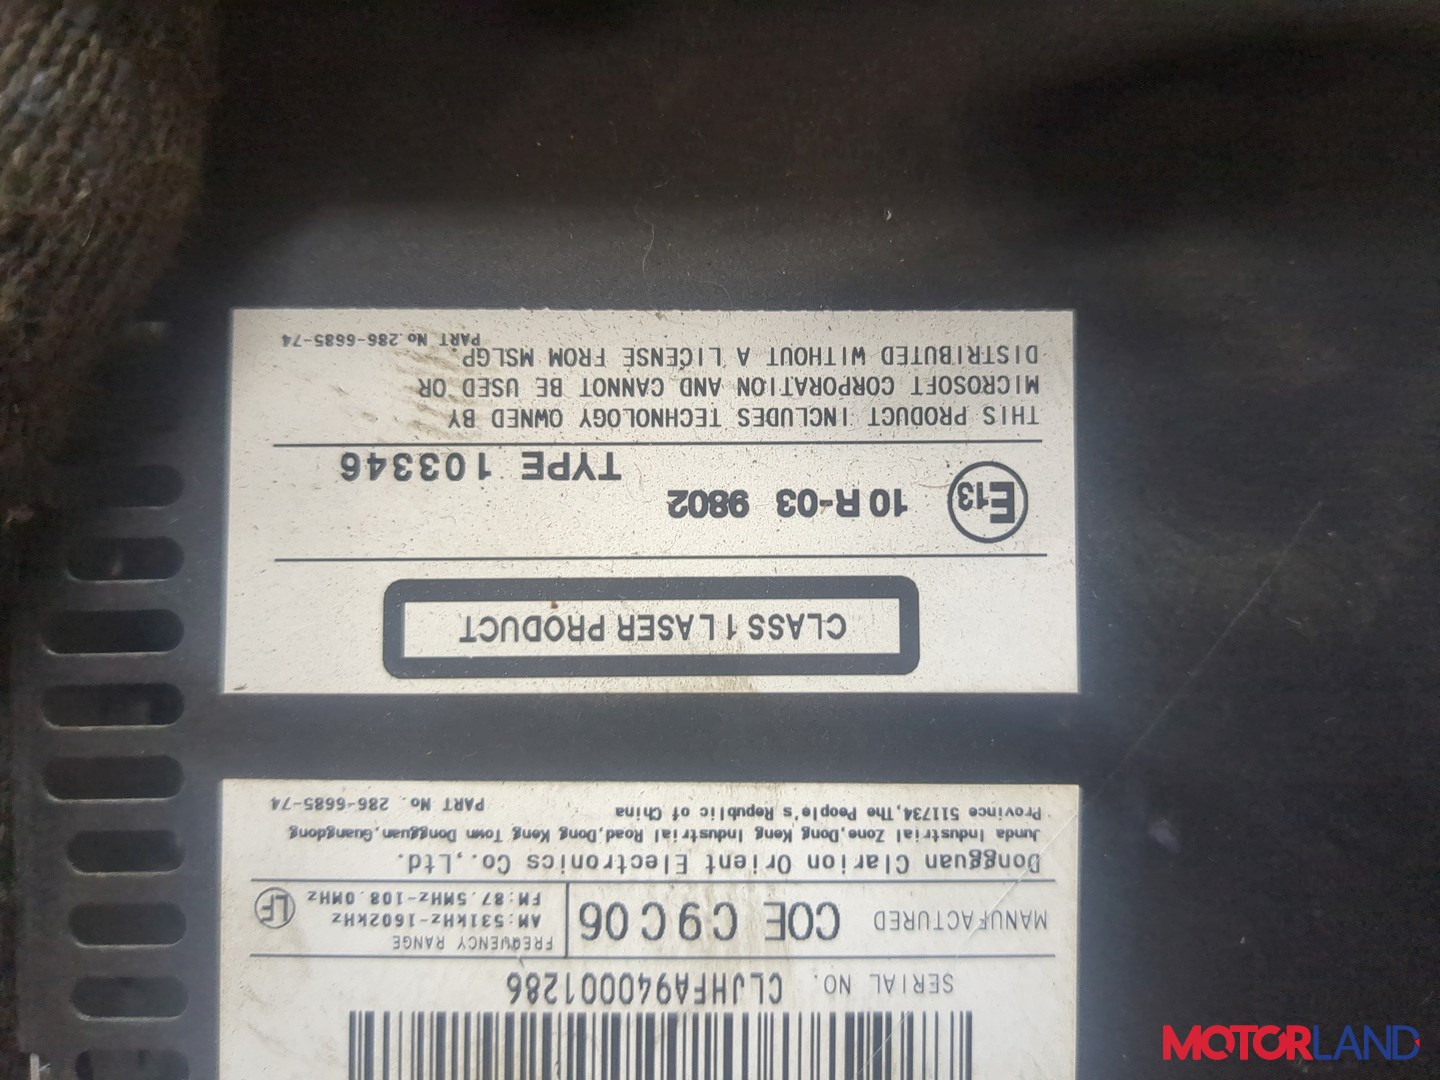 SERIAL NO. CLJHFA940001286
MANUFACTURED COE C9C06
FREQUENCY RANGE
AM:531kHz-1602kHz
FM:87.5MHz-108.0MHz
LF
Dongguan Clarion Orient Electronics Co.,Ltd.
Junda Industrial Zone,Dong Keng Industrial Road,Dong Keng Town Dongguan,Guangdong
Province 511734,The People's Republic of China
PART No. 286-6685-74
CLASS 1 LASER PRODUCT
E13 10R-03 9802
TYPE 103346
THIS PRODUCT INCLUDES TECHNOLOGY OWNED BY
MICROSOFT CORPORATION AND CANNOT BE USED OR
DISTRIBUTED WITHOUT A LICENSE FROM MSLGP.
PART No.286-6685-74
MOTORLAND